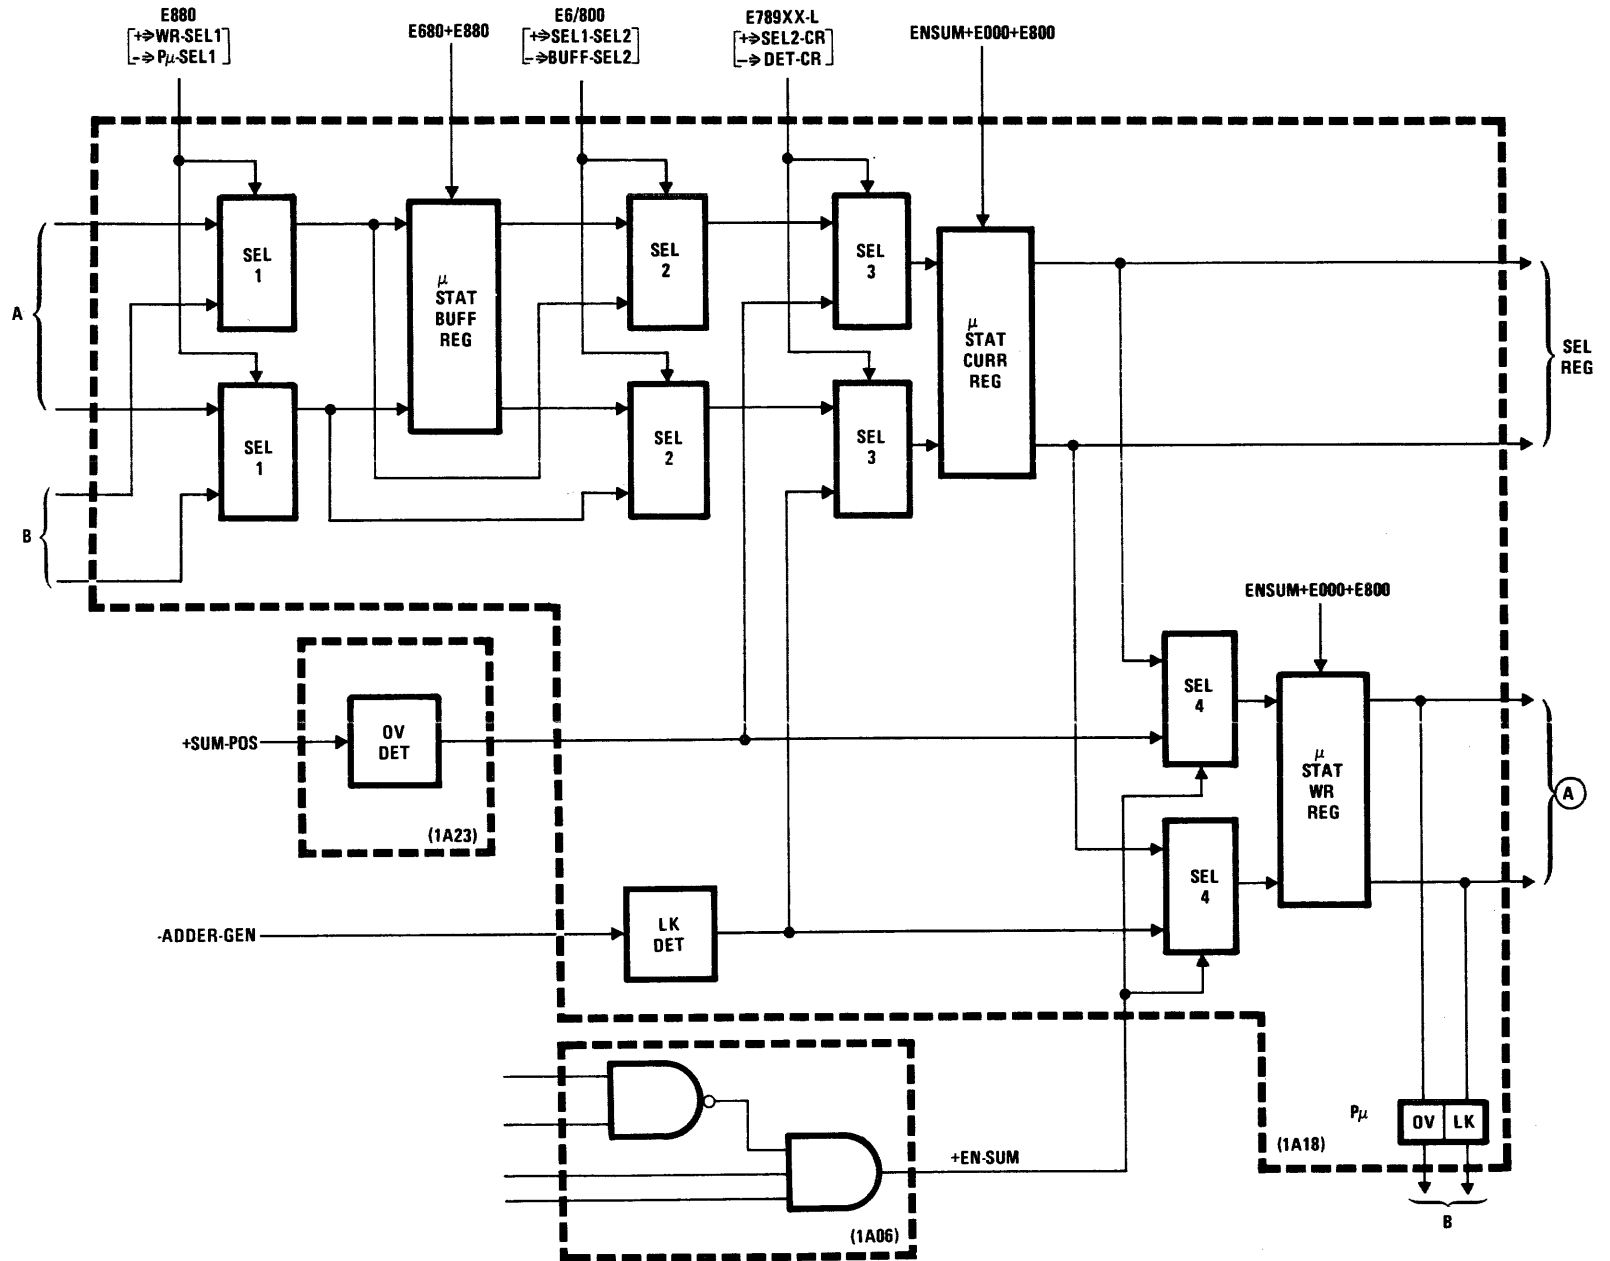 E880
+⇒WR-SEL1
-⇒Pμ-SEL1
E680+E880
E6/800
+⇒SEL1-SEL2
-⇒BUFF-SEL2
E789XX-L
+⇒SEL2-CR
-⇒DET-CR
ENSUM+E000+E800
A
B
SEL
1
SEL
1
μ
STAT
BUFF
REG
SEL
2
SEL
2
SEL
3
SEL
3
μ
STAT
CURR
REG
SEL
REG
ENSUM+E000+E800
+SUM-POS
OV
DET
(1A23)
-ADDER-GEN
LK
DET
SEL
4
SEL
4
μ
STAT
WR
REG
A
+EN-SUM
(1A06)
(1A18)
Pμ
OV
LK
B